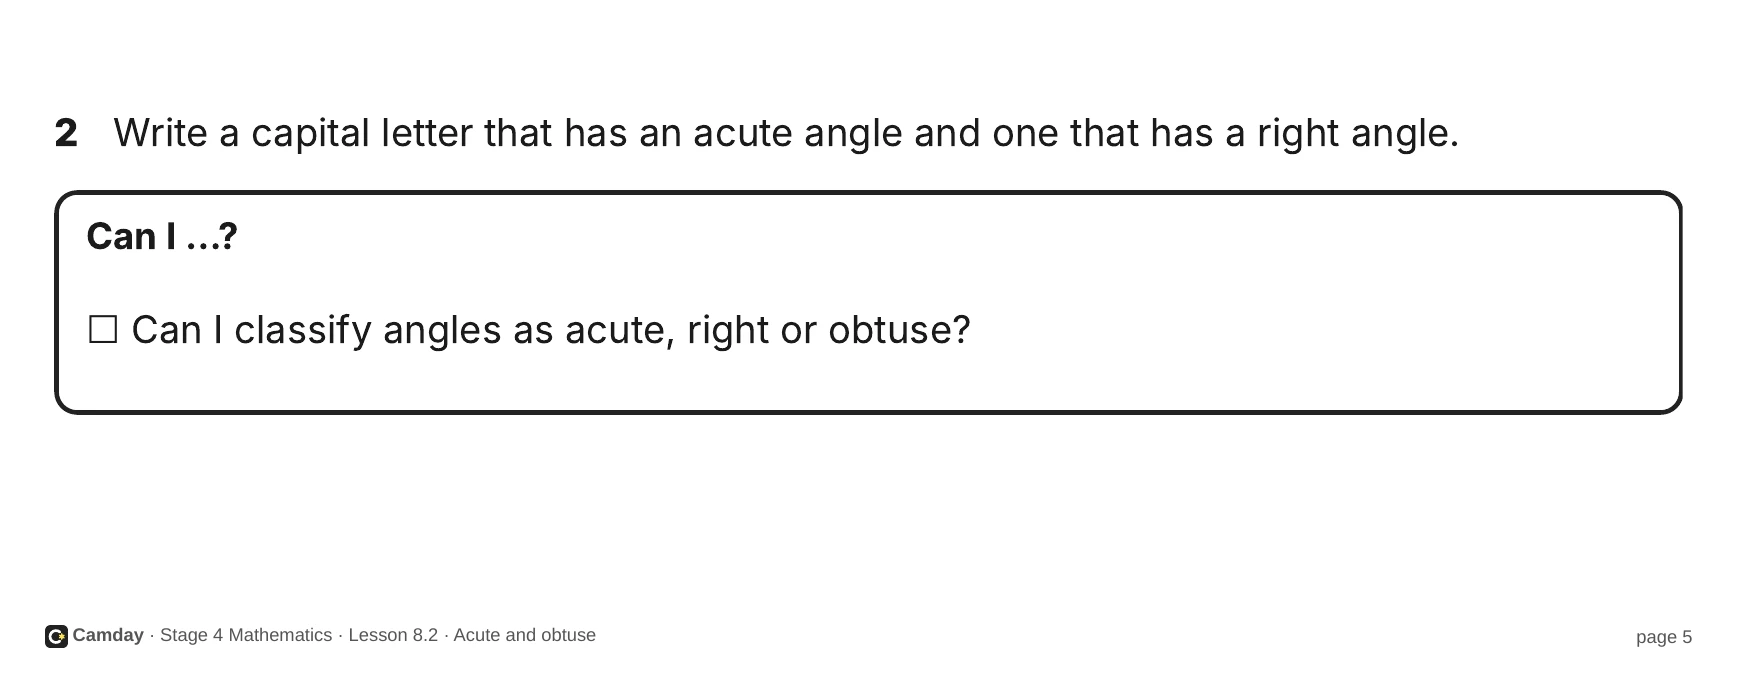 2 Write a capital letter that has an acute angle and one that has a right angle.
Can I …?
☐ Can I classify angles as acute, right or obtuse?
Camday · Stage 4 Mathematics · Lesson 8.2 · Acute and obtuse
page 5